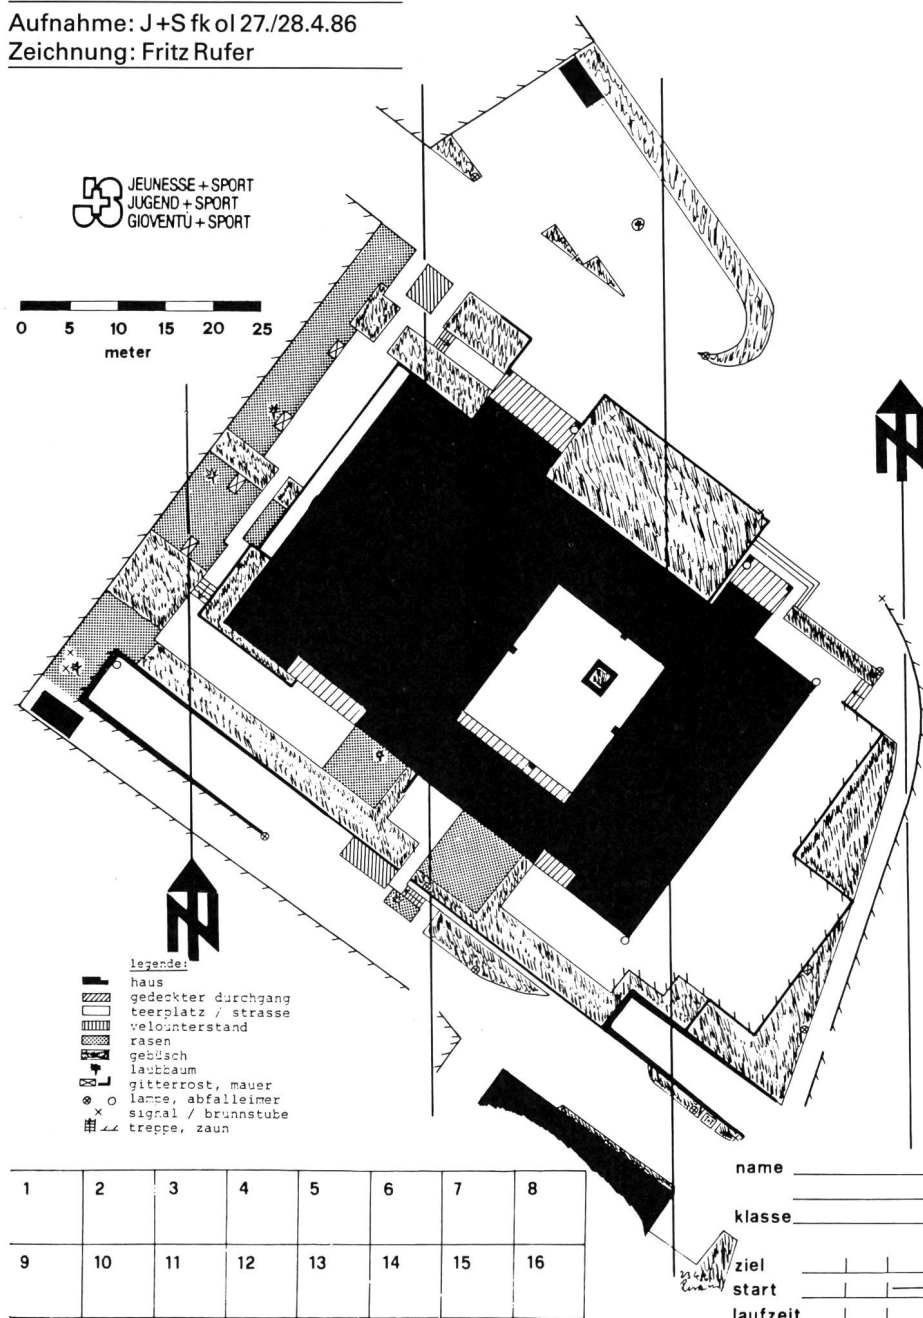 Aufnahme: J+S fk ol 27./28.4.86
Zeichnung: Fritz Rufer
JEUNESSE + SPORT
JUGEND + SPORT
GIOVENTÙ + SPORT
0 5 10 15 20 25
meter
N
N
legende:
haus
gedeckter durchgang
teerplatz / strasse
velounterstand
rasen
gebüsch
laubbaum
gitterrost, mauer
lampe, abfalleimer
signal / brunnstube
treppe, zaun
1 2 3 4 5 6 7 8
9 10 11 12 13 14 15 16
name
klasse
ziel
start
laufzeit